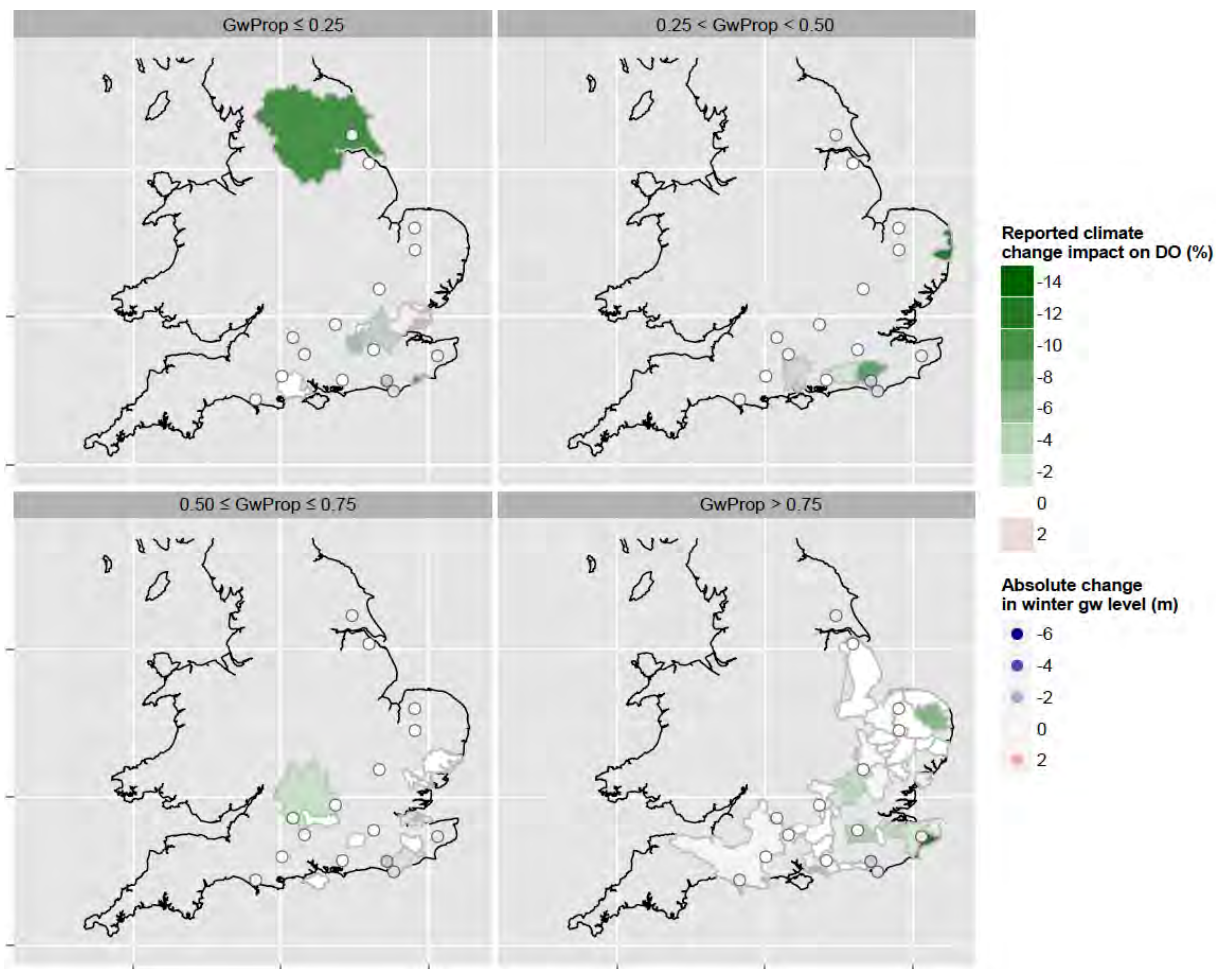 GwProp ≤ 0.25
0.25 < GwProp < 0.50
0.50 ≤ GwProp ≤ 0.75
GwProp > 0.75
Reported climate
change impact on DO (%)
-14
-12
-10
-8
-6
-4
-2
0
2
Absolute change
in winter gw level (m)
-6
-4
-2
0
2